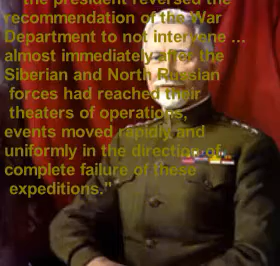 "the president reversed the
recommendation of the War
Department to not intervene ...
almost immediately after the
Siberian and North Russian
forces had reached their
theaters of operations,
events moved rapidly and
uniformly in the direction of
complete failure of these
expeditions."